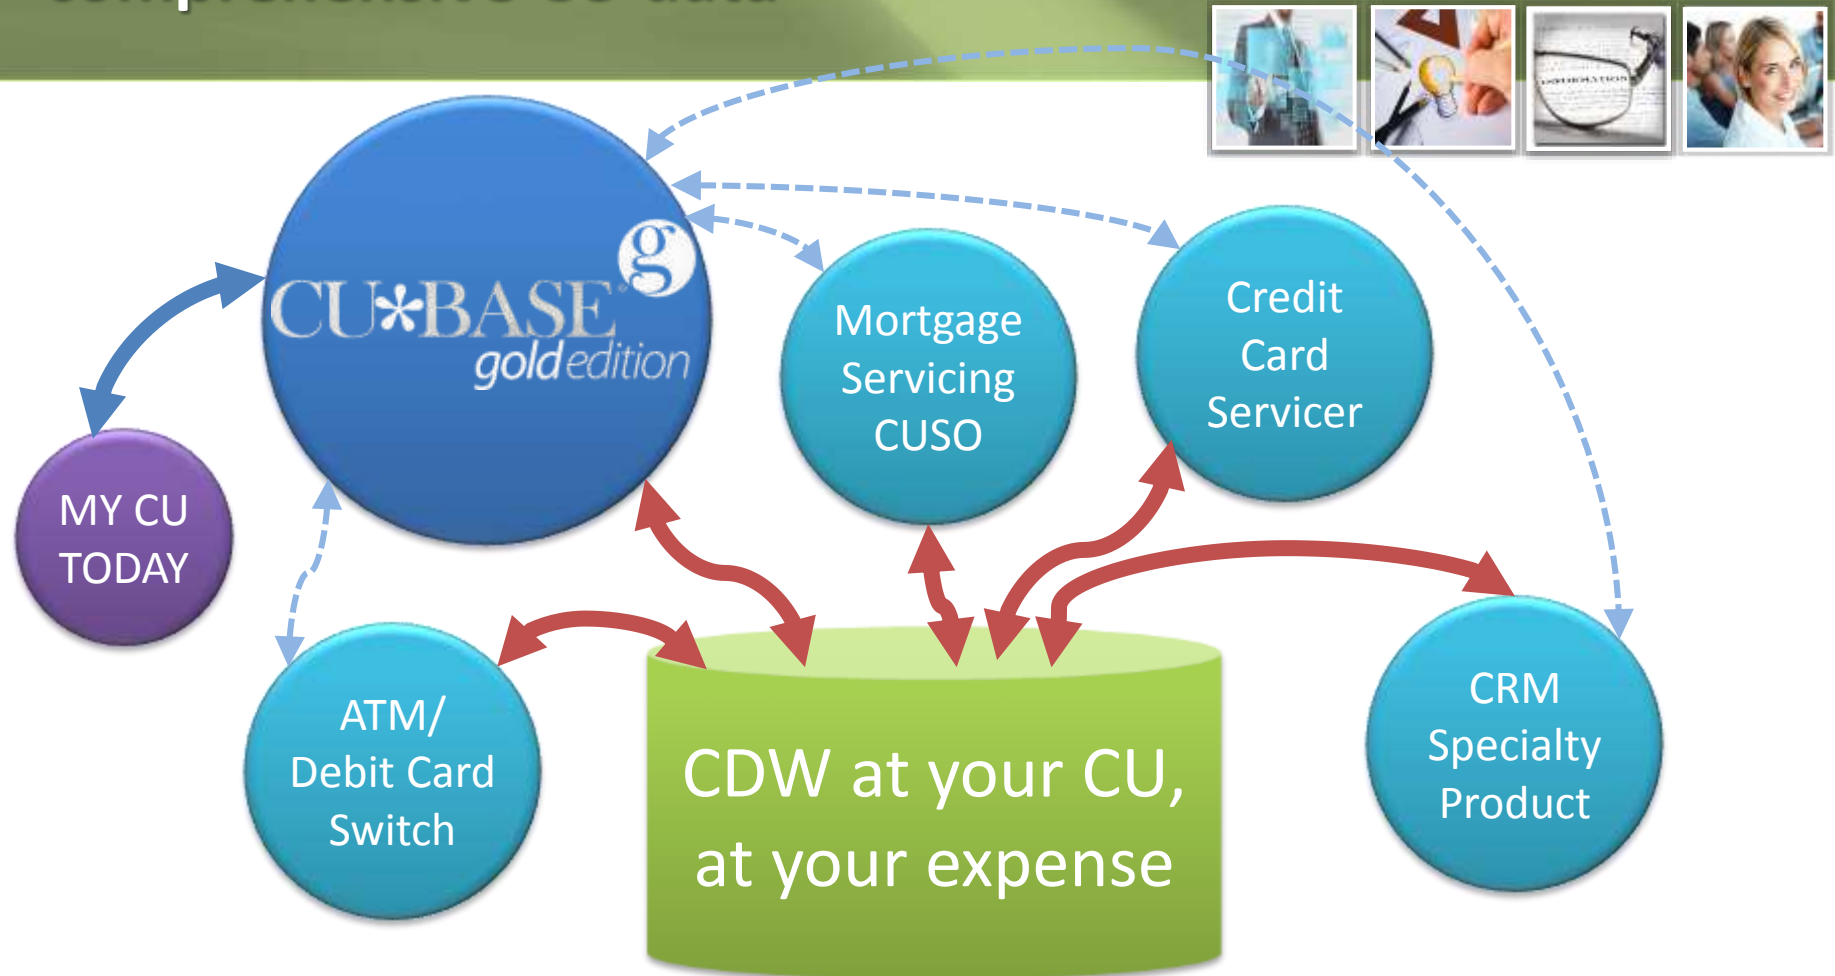 CU*BASE g
gold edition
Mortgage
Servicing
CUSO
Credit
Card
Servicer
MY CU
TODAY
ATM/
Debit Card
Switch
CDW at your CU,
at your expense
CRM
Specialty
Product